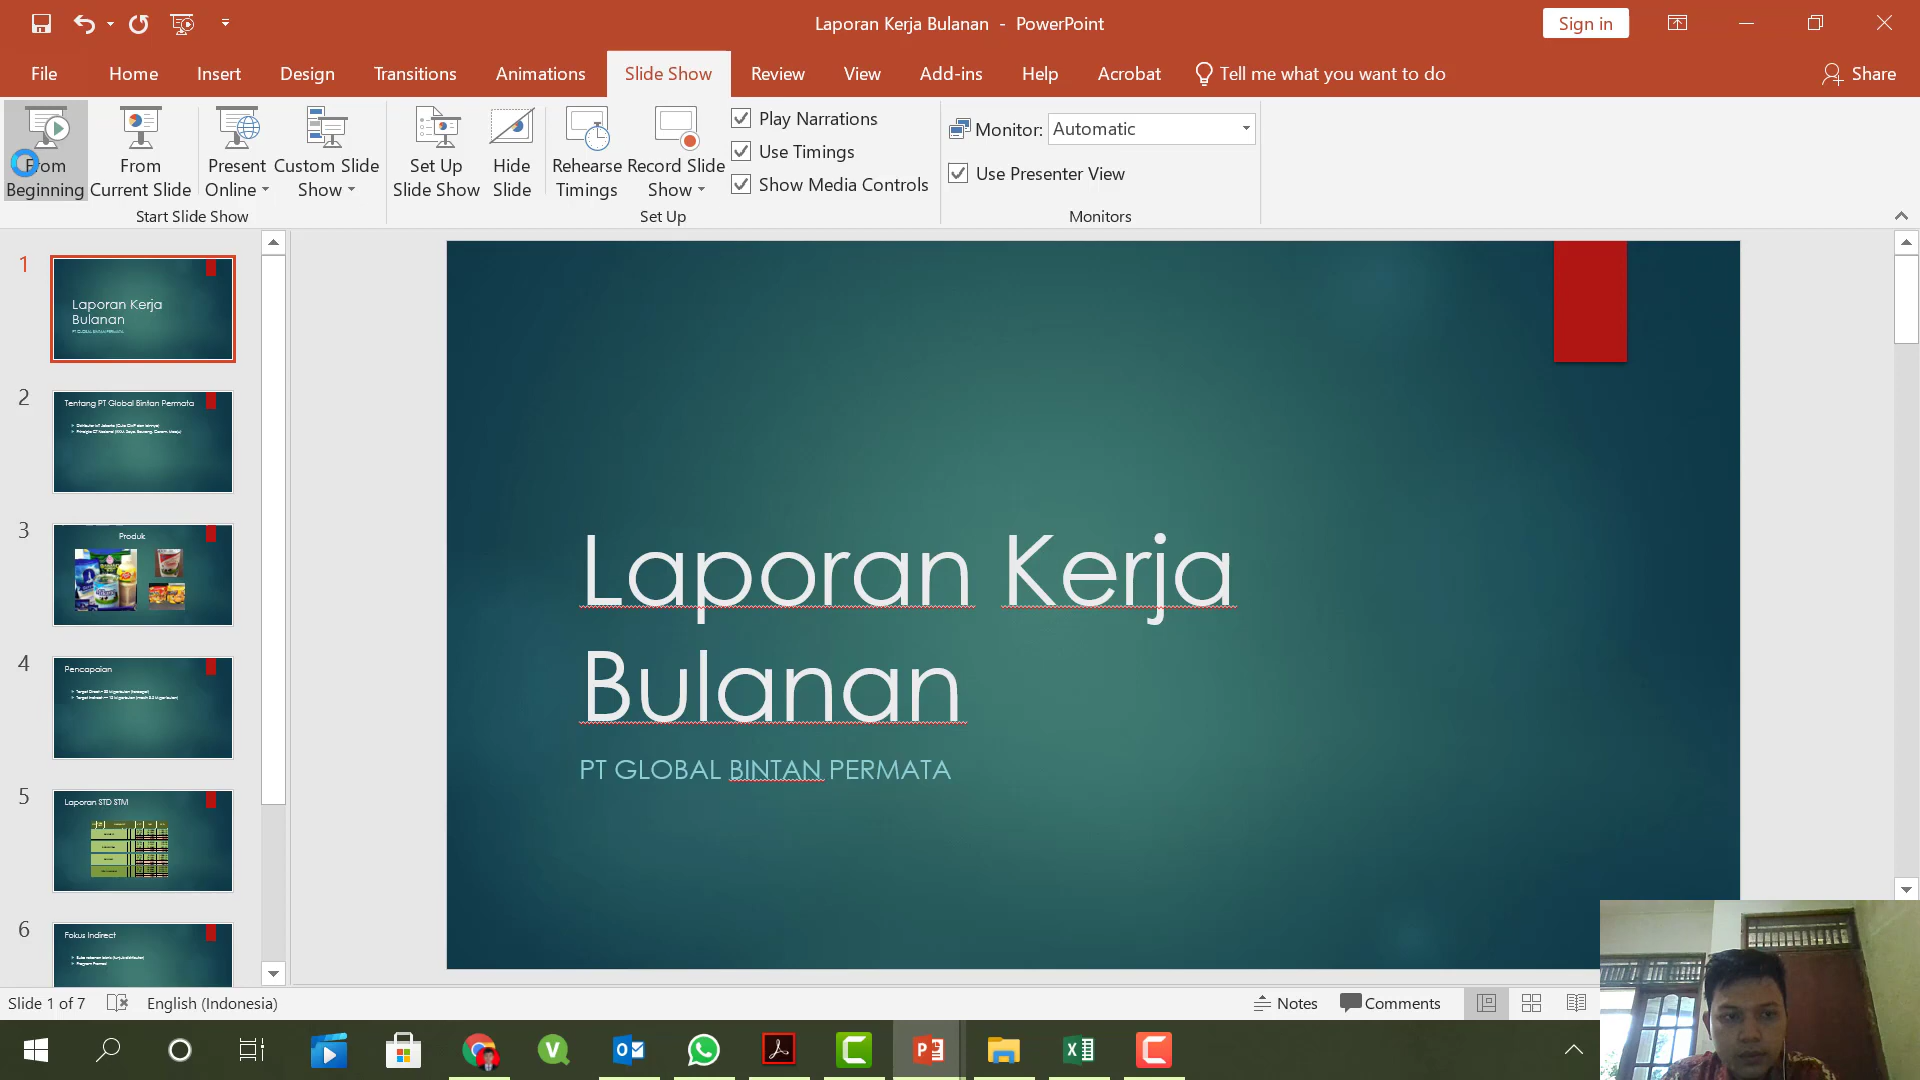 Laporan Kerja Bulanan - PowerPoint
Sign in
File
Home
Insert
Design
Transitions
Animations
Slide Show
Review
View
Add-ins
Help
Acrobat
Tell me what you want to do
Share
From Beginning
From Current Slide
Present Online
Custom Slide Show
Start Slide Show
Set Up Slide Show
Hide Slide
Rehearse Timings
Record Slide Show
Play Narrations
Use Timings
Show Media Controls
Set Up
Monitor: Automatic
Use Presenter View
Monitors
1
Laporan Kerja
Bulanan
PT GLOBAL BINTAN PERMATA
2
Tentang PT Global Bintan Permata
3
Produk
4
Pencapaian
5
Laporan STD STM
6
Fokus Indirect
Laporan Kerja
Bulanan
PT GLOBAL BINTAN PERMATA
Slide 1 of 7
English (Indonesia)
Notes
Comments